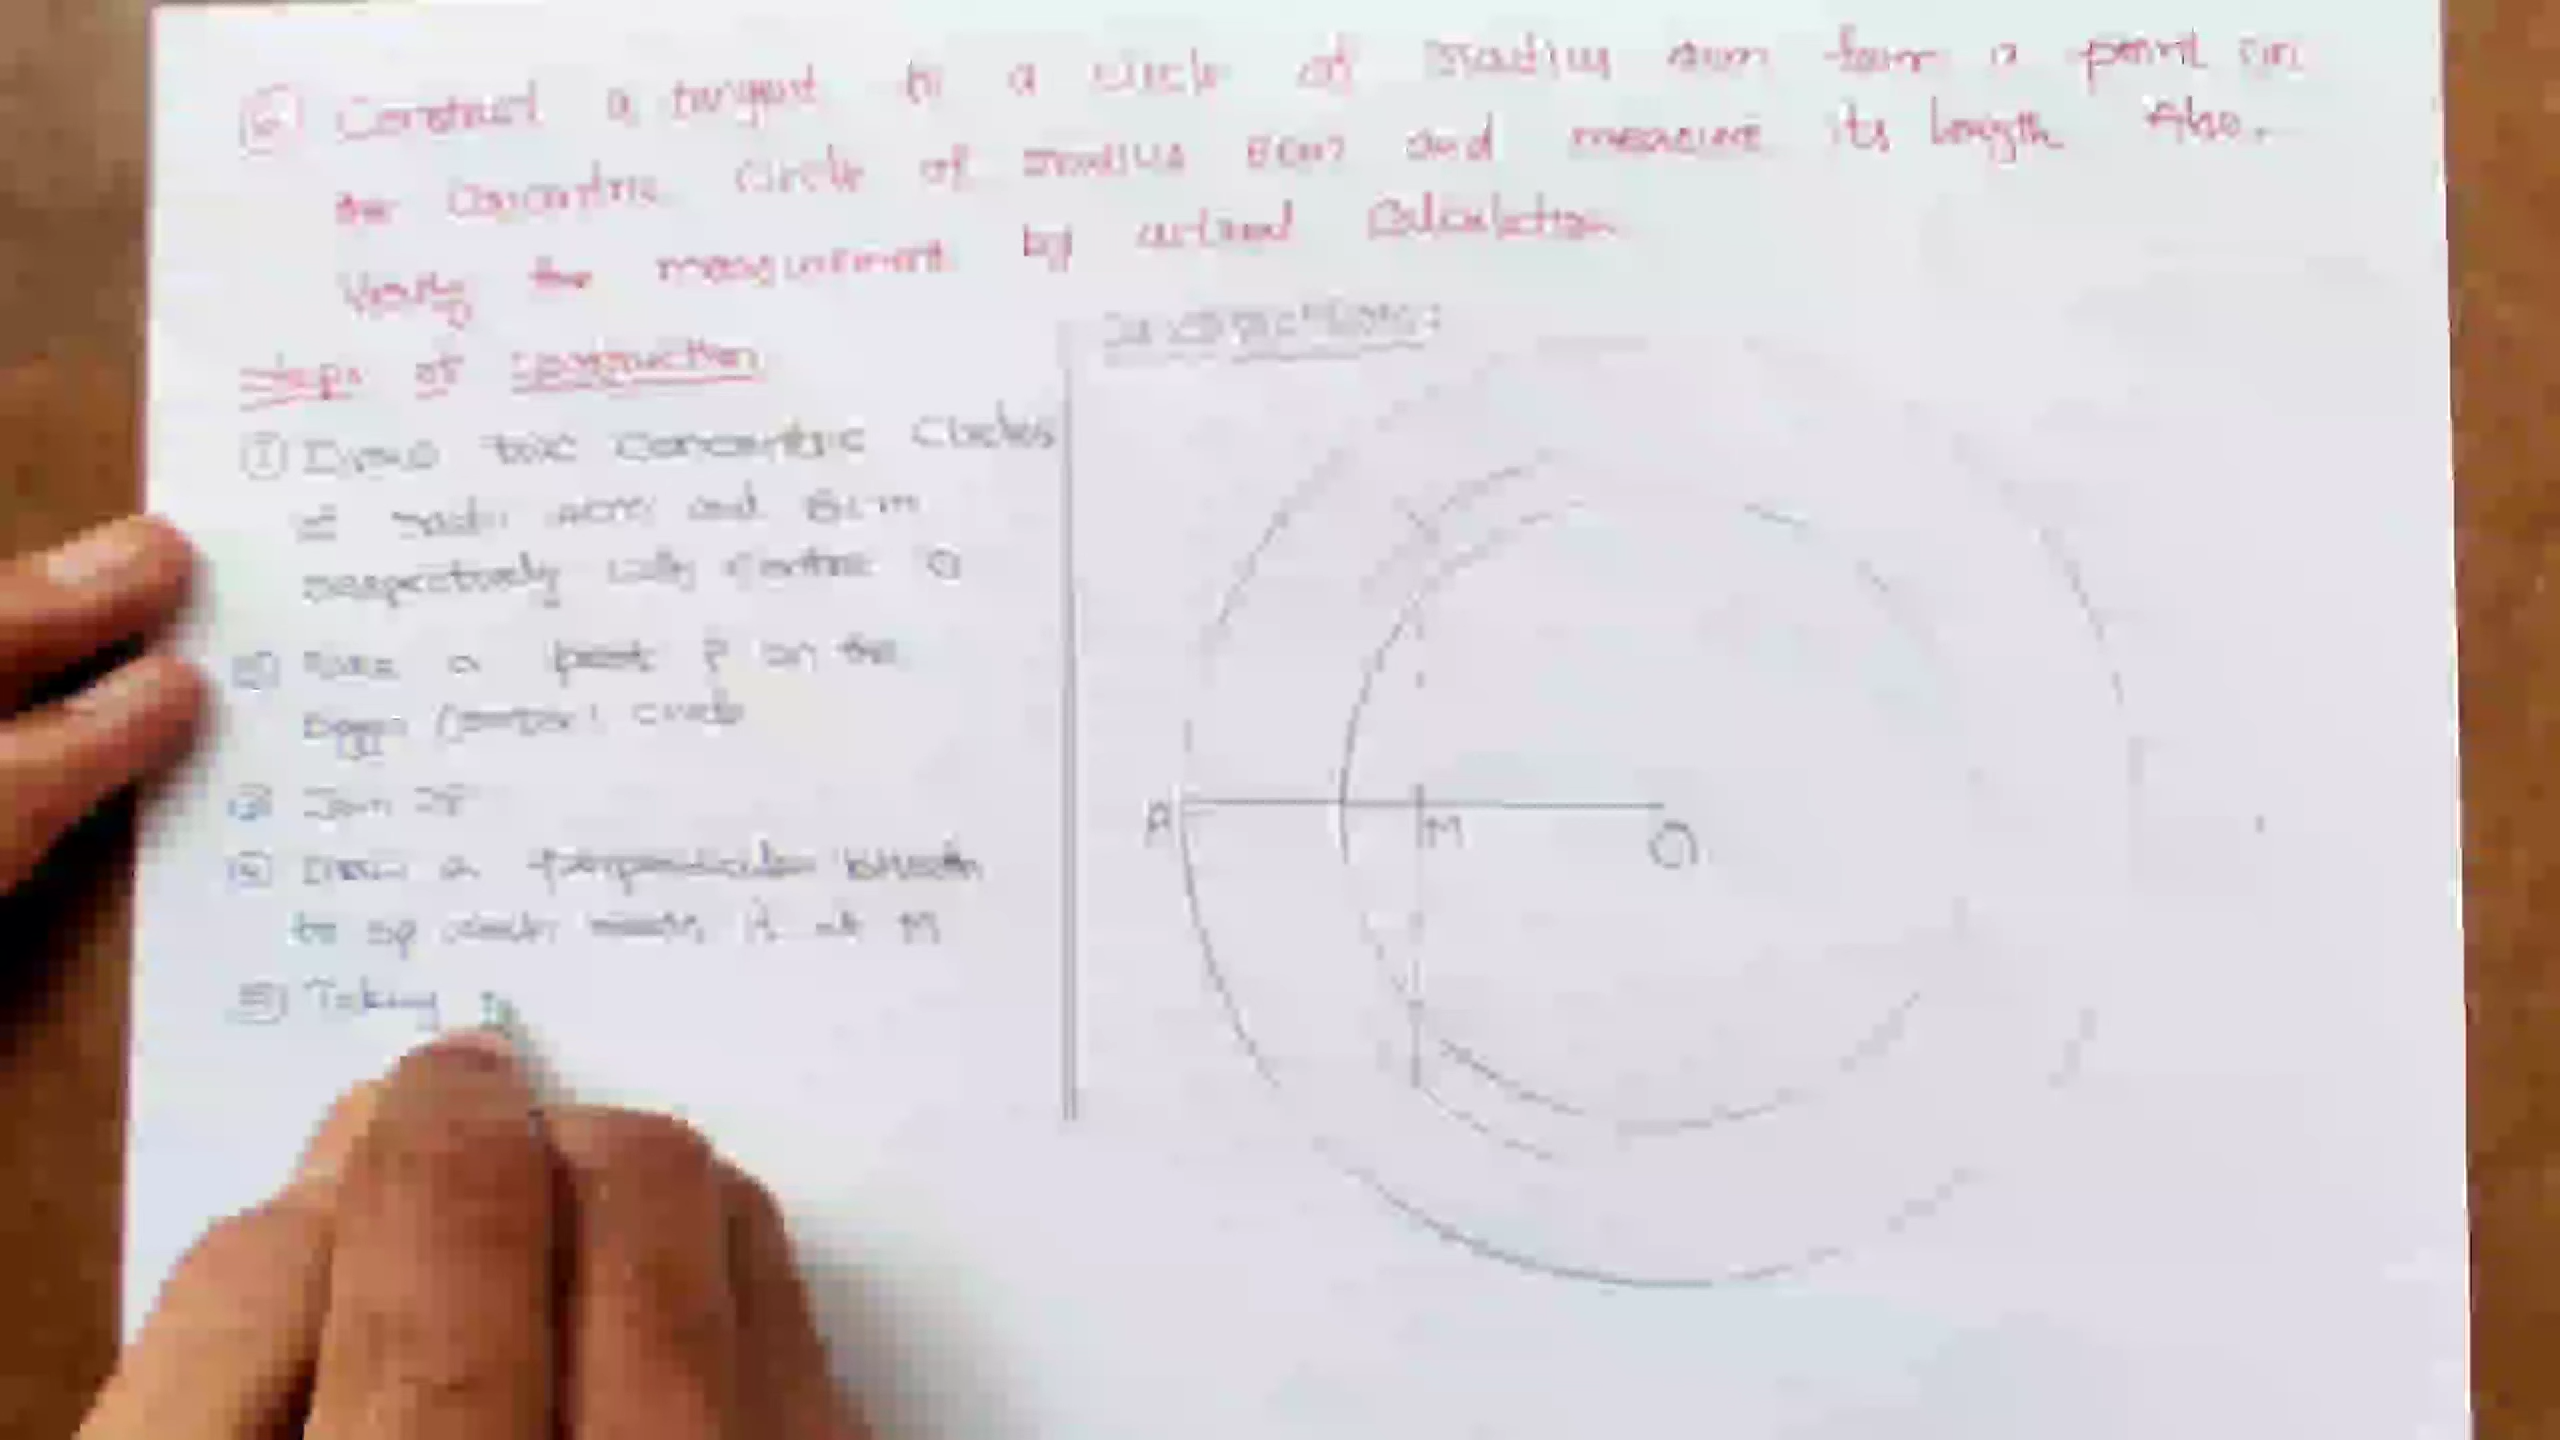 6 Construct a tangent to a circle of radius 4cm from a point on
the concentric circle of radius 6cm and measure its length Also.
Verify the measurement by actual Calculation
Steps of construction
Construction:
1 Draw two concentric Circles
of radii 4cm and 6cm
respectively with centre O
2 Take a point P on the
bigger circle
3 Join OP
4 Draw a perpendicular bisector
to op which meets it at M
5 Taking
P M O